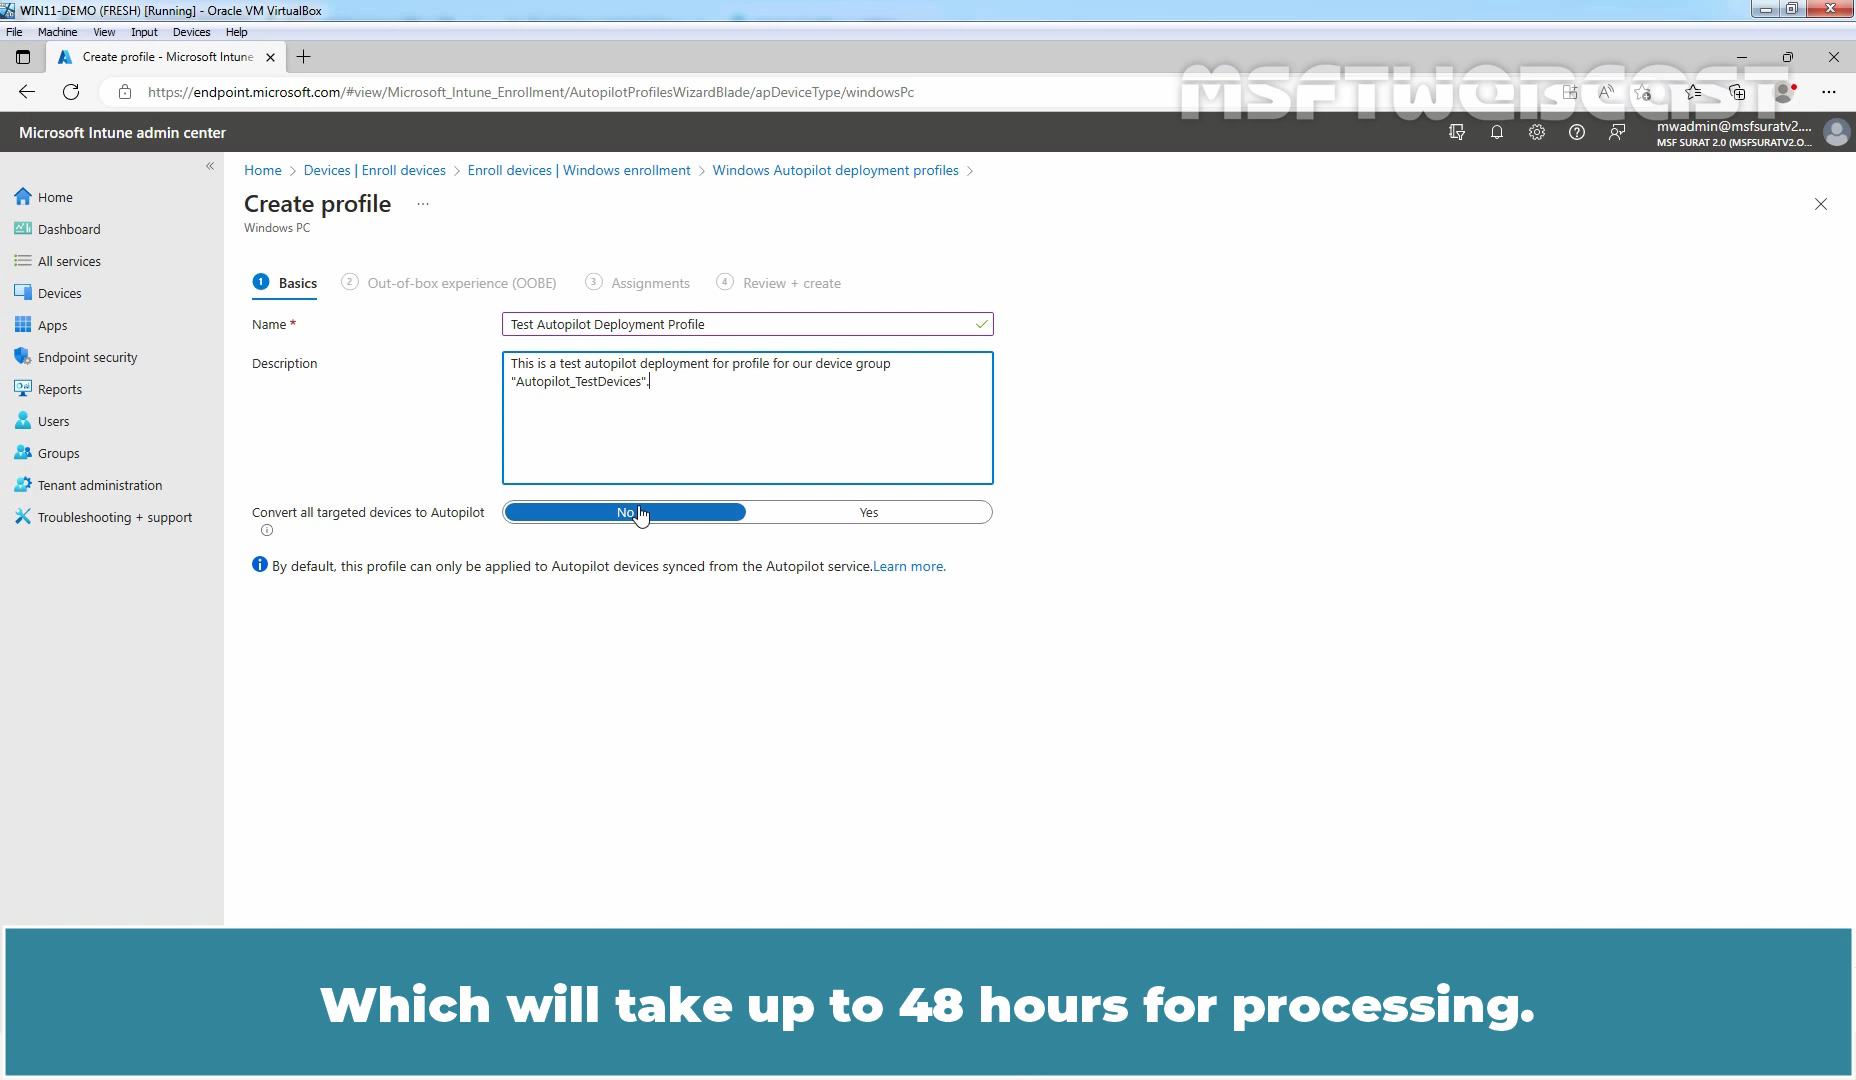 WIN11-DEMO (FRESH) [Running] - Oracle VM VirtualBox
File Machine View Input Devices Help
Create profile - Microsoft Intune
https://endpoint.microsoft.com/#view/Microsoft_Intune_Enrollment/AutopilotProfilesWizardBlade/apDeviceType/windowsPc
MSFTWEBCAST
Microsoft Intune admin center
mwadmin@msfsuratv2....
MSF SURAT 2.0 (MSFSURATV2.O...
Home > Devices | Enroll devices > Enroll devices | Windows enrollment > Windows Autopilot deployment profiles >
Create profile ...
Windows PC
Home
Dashboard
All services
Devices
Apps
Endpoint security
Reports
Users
Groups
Tenant administration
Troubleshooting + support
1 Basics 2 Out-of-box experience (OOBE) 3 Assignments 4 Review + create
Name * Test Autopilot Deployment Profile
Description This is a test autopilot deployment for profile for our device group
"Autopilot_TestDevices".
Convert all targeted devices to Autopilot No Yes
By default, this profile can only be applied to Autopilot devices synced from the Autopilot service.Learn more.
Which will take up to 48 hours for processing.